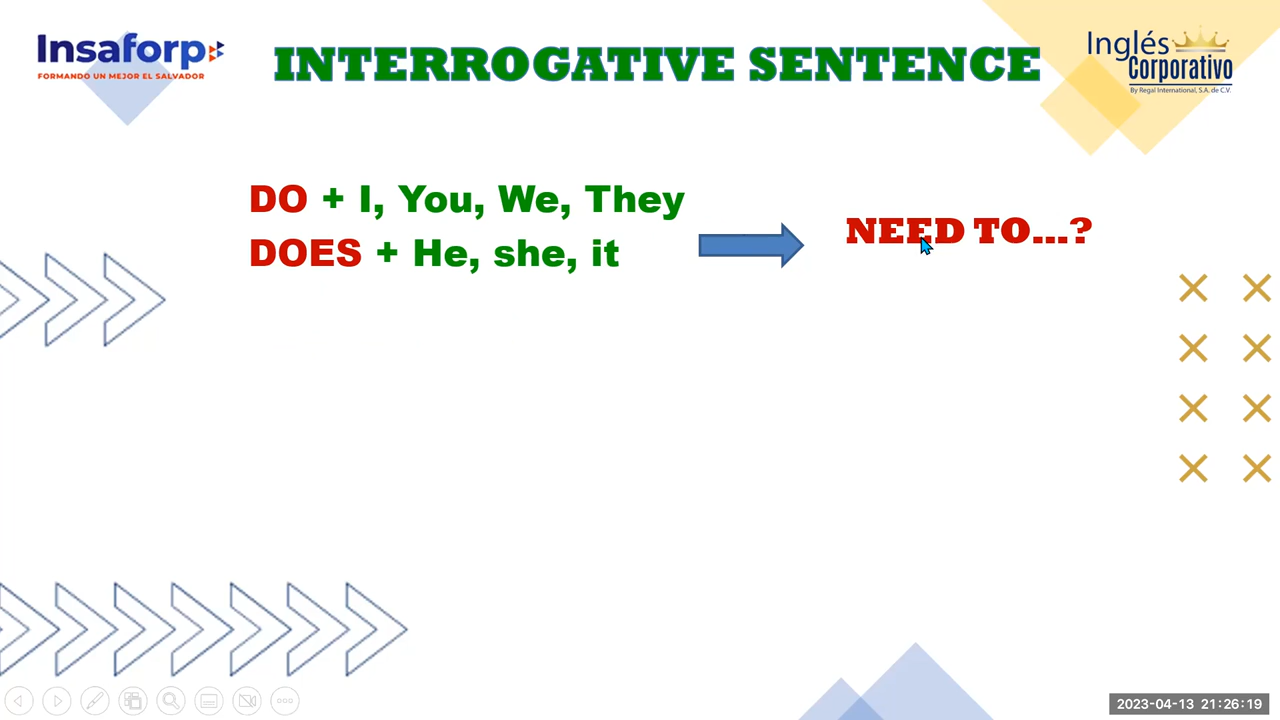 Insaforp
FORMANDO UN MEJOR EL SALVADOR
INTERROGATIVE SENTENCE
Inglés
Corporativo
By Regal International, S.A. de C.V.
DO + I, You, We, They
DOES + He, she, it
NEED TO...?
2023-04-13 21:26:19